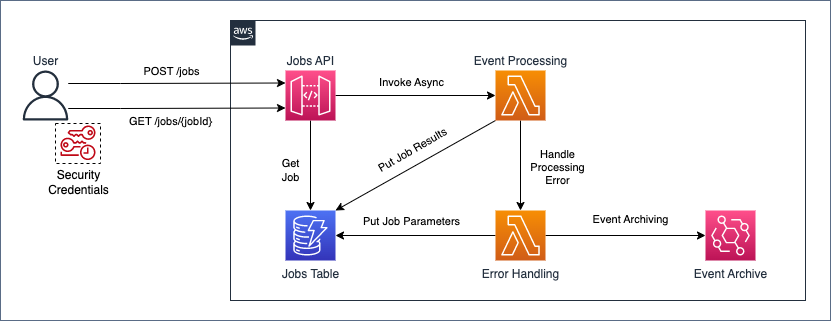 aws
User
Jobs API
Event Processing
POST /jobs
Invoke Async
GET /jobs/{jobId}
Security
Credentials
Get
Job
Put Job Results
Handle
Processing
Error
Put Job Parameters
Event Archiving
Jobs Table
Error Handling
Event Archive